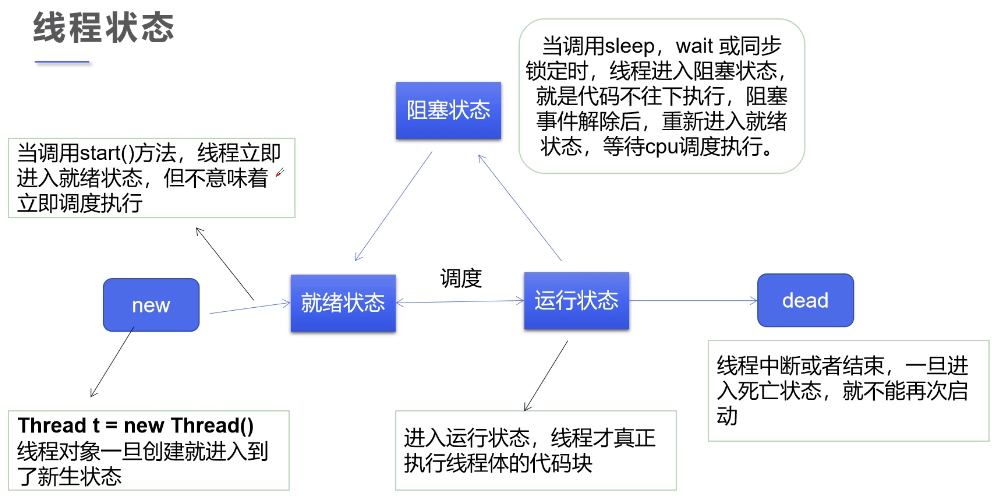 线程状态
当调用sleep，wait 或同步
锁定时，线程进入阻塞状态，
就是代码不往下执行，阻塞
事件解除后，重新进入就绪
状态，等待cpu调度执行。
阻塞状态
当调用start()方法，线程立即
进入就绪状态，但不意味着
立即调度执行
调度
new
就绪状态
运行状态
dead
线程中断或者结束，一旦进
入死亡状态，就不能再次启
动
Thread t = new Thread()
线程对象一旦创建就进入到
了新生状态
进入运行状态，线程才真正
执行线程体的代码块